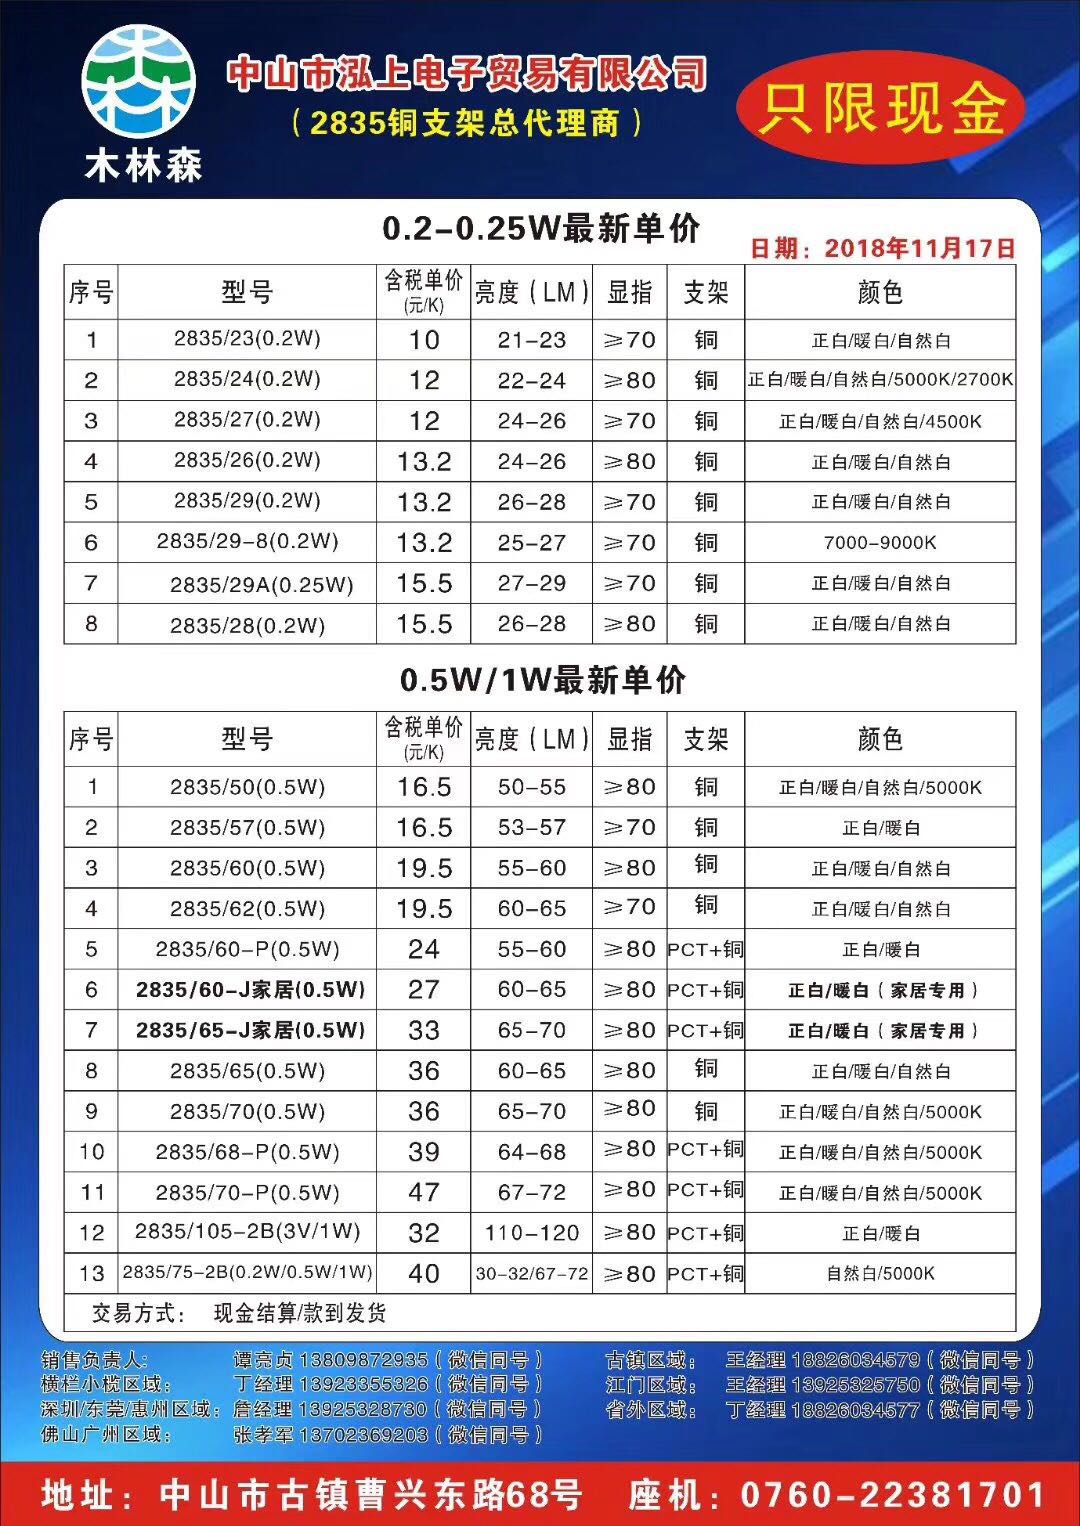 木林森
中山市泓上电子贸易有限公司
（2835铜支架总代理商）
只限现金
0.2-0.25W最新单价
日期：2018年11月17日
序号 型号 含税单价(元/K) 亮度（LM） 显指 支架 颜色
1 2835/23(0.2W) 10 21-23 ≥70 铜 正白/暖白/自然白
2 2835/24(0.2W) 12 22-24 ≥80 铜 正白/暖白/自然白/5000K/2700K
3 2835/27(0.2W) 12 24-26 ≥70 铜 正白/暖白/自然白/4500K
4 2835/26(0.2W) 13.2 24-26 ≥80 铜 正白/暖白/自然白
5 2835/29(0.2W) 13.2 26-28 ≥70 铜 正白/暖白/自然白
6 2835/29-8(0.2W) 13.2 25-27 ≥70 铜 7000-9000K
7 2835/29A(0.25W) 15.5 27-29 ≥70 铜 正白/暖白/自然白
8 2835/28(0.2W) 15.5 26-28 ≥80 铜 正白/暖白/自然白
0.5W/1W最新单价
序号 型号 含税单价(元/K) 亮度（LM） 显指 支架 颜色
1 2835/50(0.5W) 16.5 50-55 ≥80 铜 正白/暖白/自然白/5000K
2 2835/57(0.5W) 16.5 53-57 ≥70 铜 正白/暖白
3 2835/60(0.5W) 19.5 55-60 ≥80 铜 正白/暖白/自然白
4 2835/62(0.5W) 19.5 60-65 ≥70 铜 正白/暖白/自然白
5 2835/60-P(0.5W) 24 55-60 ≥80 PCT+铜 正白/暖白
6 2835/60-J家居(0.5W) 27 60-65 ≥80 PCT+铜 正白/暖白（家居专用）
7 2835/65-J家居(0.5W) 33 65-70 ≥80 PCT+铜 正白/暖白（家居专用）
8 2835/65(0.5W) 36 60-65 ≥80 铜 正白/暖白/自然白
9 2835/70(0.5W) 36 65-70 ≥80 铜 正白/暖白/自然白/5000K
10 2835/68-P(0.5W) 39 64-68 ≥80 PCT+铜 正白/暖白/自然白/5000K
11 2835/70-P(0.5W) 47 67-72 ≥80 PCT+铜 正白/暖白/自然白/5000K
12 2835/105-2B(3V/1W) 32 110-120 ≥80 PCT+铜 正白/暖白
13 2835/75-2B(0.2W/0.5W/1W) 40 30-32/67-72 ≥80 PCT+铜 自然白/5000K
交易方式： 现金结算/款到发货
销售负责人: 谭亮贞 13809872935（微信同号） 古镇区域： 王经理 18826034579（微信同号）
横栏小榄区域： 丁经理 13923355326（微信同号） 江门区域： 王经理 13925325750（微信同号）
深圳/东莞/惠州区域：詹经理 13925328730（微信同号） 省外区域： 丁经理 18826034577（微信同号）
佛山广州区域： 张孝军 13702369203（微信同号）
地址：中山市古镇曹兴东路68号 座机：0760-22381701